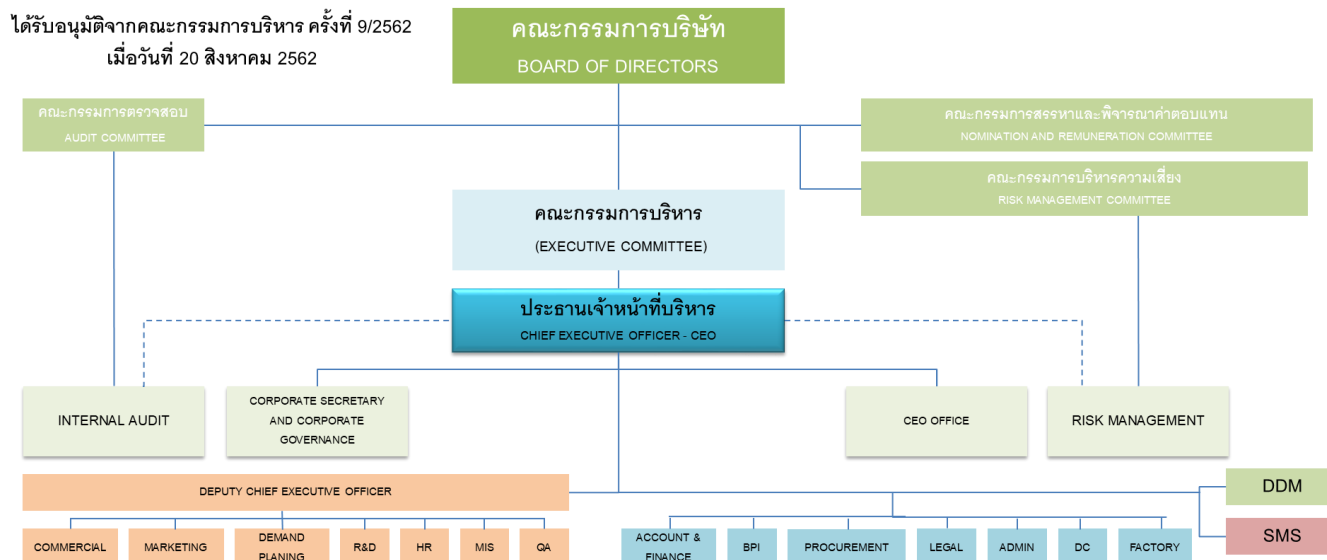 ได้รับอนุมัติจากคณะกรรมการบริหาร ครั้งที่ 9/2562
เมื่อวันที่ 20 สิงหาคม 2562
คณะกรรมการบริษัท
BOARD OF DIRECTORS
คณะกรรมการตรวจสอบ
AUDIT COMMITTEE
คณะกรรมการสรรหาและพิจารณาค่าตอบแทน
NOMINATION AND REMUNERATION COMMITTEE
คณะกรรมการบริหารความเสี่ยง
RISK MANAGEMENT COMMITTEE
คณะกรรมการบริหาร
(EXECUTIVE COMMITTEE)
ประธานเจ้าหน้าที่บริหาร
CHIEF EXECUTIVE OFFICER - CEO
INTERNAL AUDIT
CORPORATE SECRETARY
AND CORPORATE
GOVERNANCE
CEO OFFICE
RISK MANAGEMENT
DEPUTY CHIEF EXECUTIVE OFFICER
DDM
SMS
COMMERCIAL
MARKETING
DEMAND
PLANING
R&D
HR
MIS
QA
ACCOUNT &
FINANCE
BPI
PROCUREMENT
LEGAL
ADMIN
DC
FACTORY